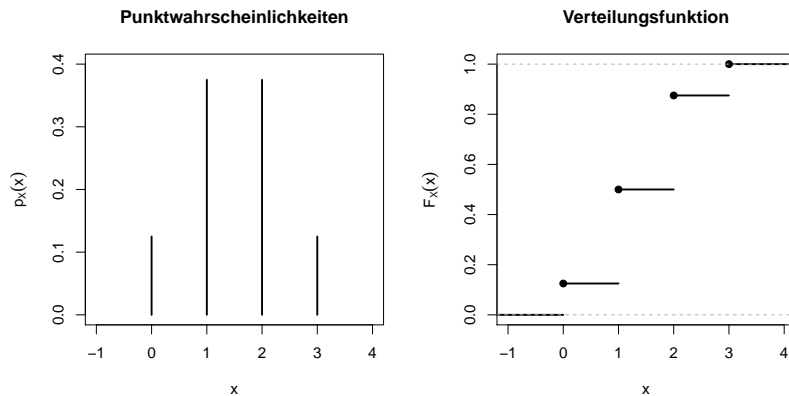 Punktwahrscheinlichkeiten
0.4
0.3
0.2
0.1
0.0
pX(x)
−1 0 1 2 3 4
x
Verteilungsfunktion
1.0
0.8
0.6
0.4
0.2
0.0
FX(x)
−1 0 1 2 3 4
x